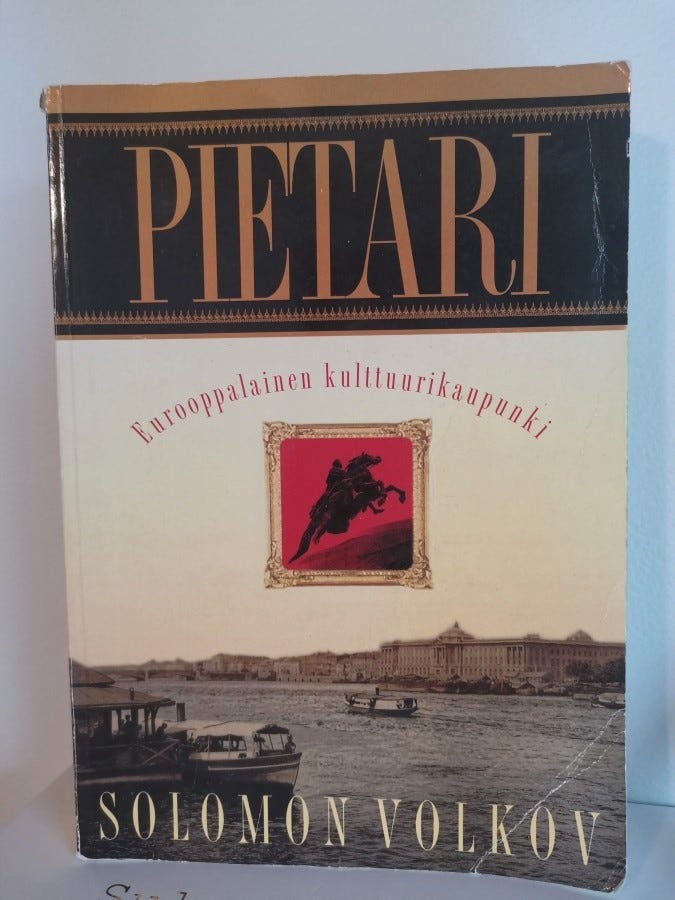 PIETARI
Eurooppalainen kulttuurikaupunki
SOLOMON VOLKOV